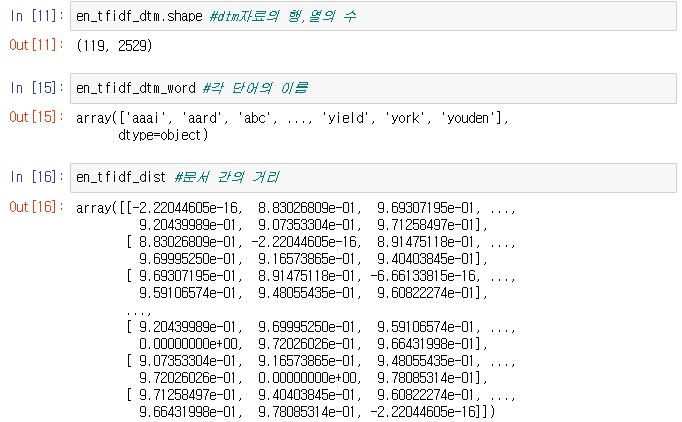 In [11]: en_tfidf_dtm.shape #dtm자료의 행,열의 수
Out[11]: (119, 2529)
In [15]: en_tfidf_dtm_word #각 단어의 이름
Out[15]: array(['aaai', 'aard', 'abc', ..., 'yield', 'york', 'youden'],
dtype=object)
In [16]: en_tfidf_dist #문서 간의 거리
Out[16]: array([[-2.22044605e-16, 8.83026809e-01, 9.69307195e-01, ...,
9.20439989e-01, 9.07353304e-01, 9.71258497e-01],
[ 8.83026809e-01, -2.22044605e-16, 8.91475118e-01, ...,
9.69995250e-01, 9.16573865e-01, 9.40403845e-01],
[ 9.69307195e-01, 8.91475118e-01, -6.66133815e-16, ...,
9.59106574e-01, 9.48055435e-01, 9.60822274e-01],
...,
[ 9.20439989e-01, 9.69995250e-01, 9.59106574e-01, ...,
0.00000000e+00, 9.72026026e-01, 9.66431998e-01],
[ 9.07353304e-01, 9.16573865e-01, 9.48055435e-01, ...,
9.72026026e-01, 0.00000000e+00, 9.78085314e-01],
[ 9.71258497e-01, 9.40403845e-01, 9.60822274e-01, ...,
9.66431998e-01, 9.78085314e-01, -2.22044605e-16]])